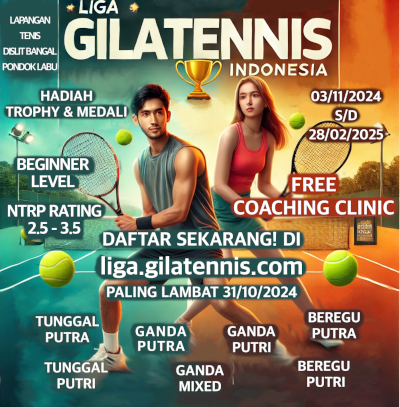 LAPANGAN
TENIS
DISLIT BANGAL
PONDOK LABU
LIGA
GILATENNIS
INDONESIA
HADIAH
TROPHY & MEDALI
03/11/2024
S/D
28/02/2025
BEGINNER
LEVEL
FREE
COACHING CLINIC
NTRP RATING
2.5 - 3.5
DAFTAR SEKARANG! DI
liga.gilatennis.com
PALING LAMBAT 31/10/2024
TUNGGAL
PUTRA
GANDA
PUTRA
GANDA
PUTRI
BEREGU
PUTRA
TUNGGAL
PUTRI
GANDA
MIXED
BEREGU
PUTRI